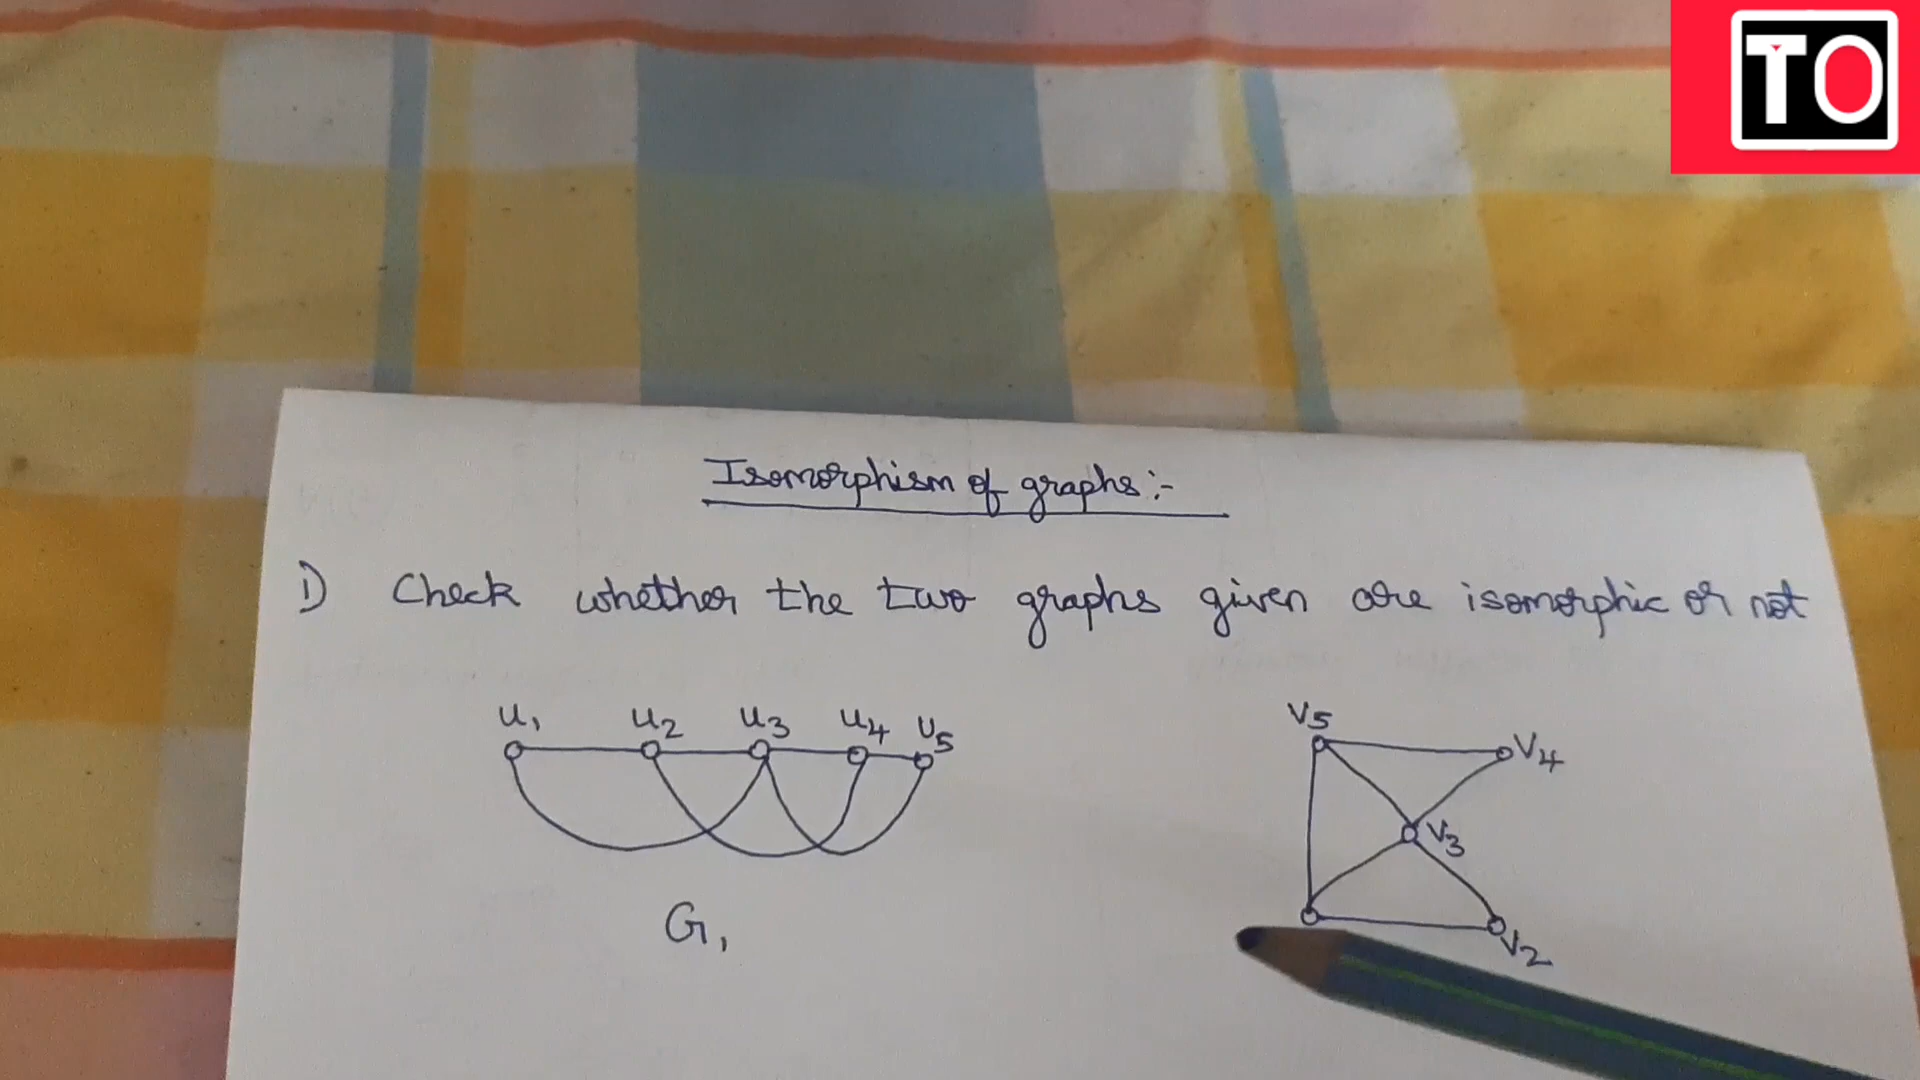 TO
Isomorphism of graphs:-
1) Check whether the two graphs given are isomorphic or not
u1 u2 u3 u4 u5
v5
v4
v3
v2
G1